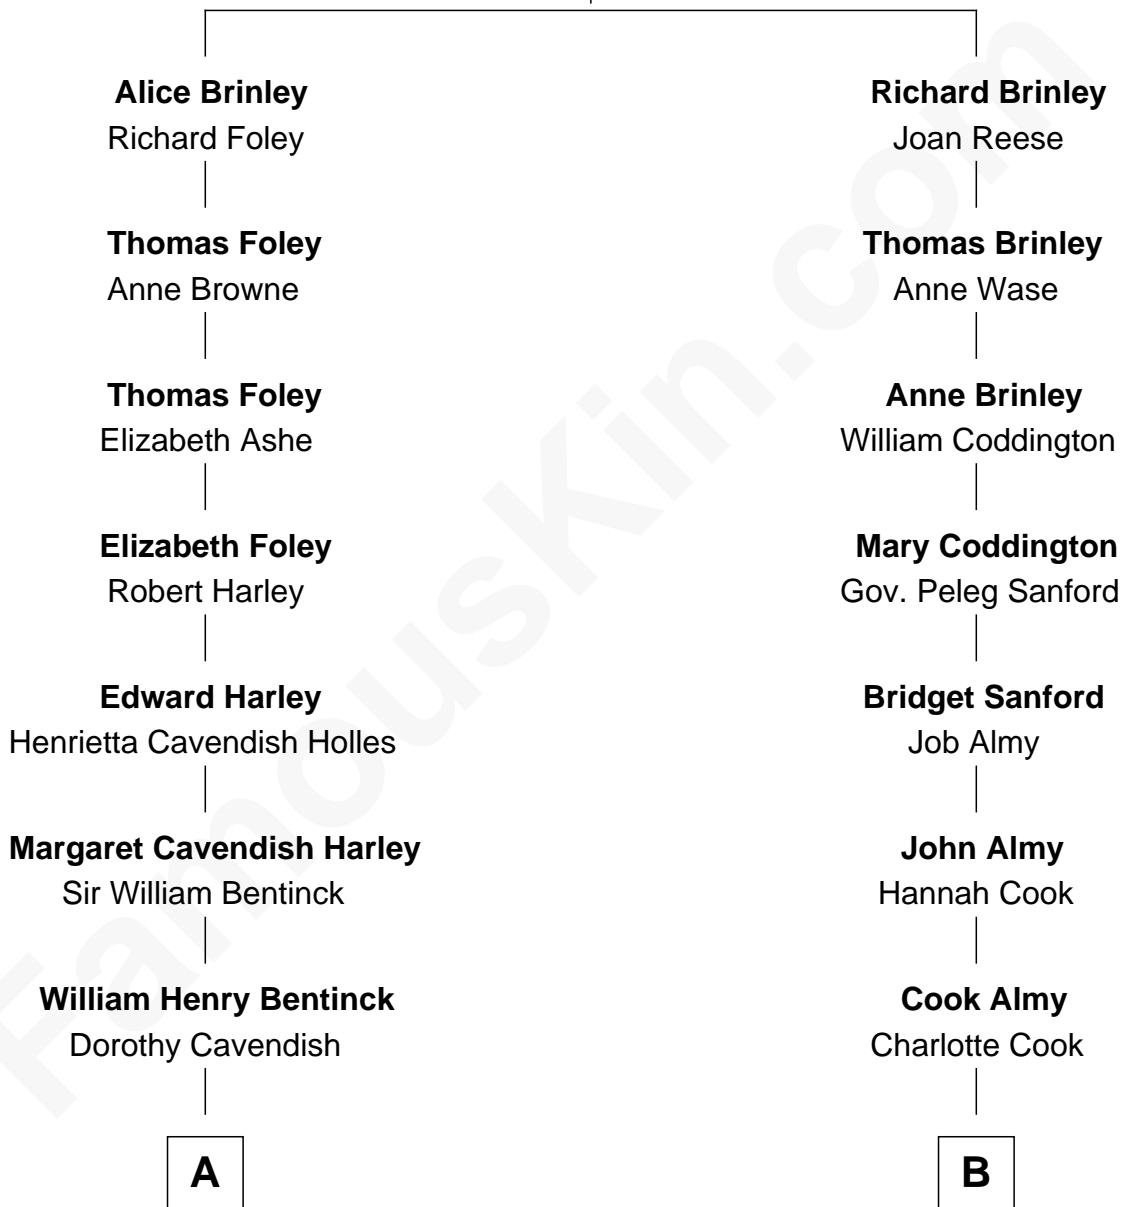 Alice Brinley
Richard Foley
Thomas Foley
Anne Browne
Thomas Foley
Elizabeth Ashe
Elizabeth Foley
Robert Harley
Edward Harley
Henrietta Cavendish Holles
Margaret Cavendish Harley
Sir William Bentinck
William Henry Bentinck
Dorothy Cavendish
A
Richard Brinley
Joan Reese
Thomas Brinley
Anne Wase
Anne Brinley
William Coddington
Mary Coddington
Gov. Peleg Sanford
Bridget Sanford
Job Almy
John Almy
Hannah Cook
Cook Almy
Charlotte Cook
B
FamousKin.com